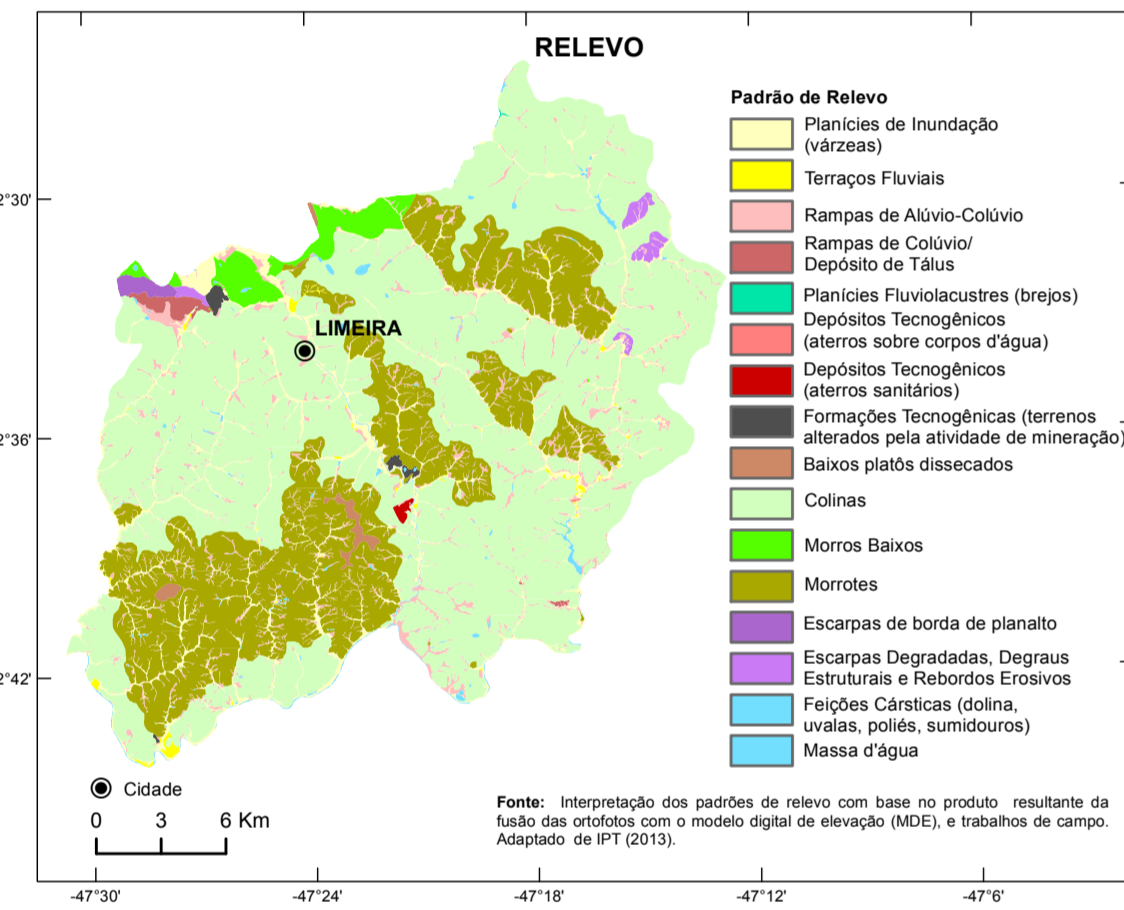 RELEVO
Padrão de Relevo
Planícies de Inundação
(várzeas)
Terraços Fluviais
Rampas de Alúvio-Colúvio
Rampas de Colúvio/
Depósito de Tálus
Planícies Fluviolacustres (brejos)
Depósitos Tecnogênicos
(aterros sobre corpos d'água)
Depósitos Tecnogênicos
(aterros sanitários)
Formações Tecnogênicas (terrenos
alterados pela atividade de mineração)
Baixos platôs dissecados
Colinas
Morros Baixos
Morrotes
Escarpas de borda de planalto
Escarpas Degradadas, Degraus
Estruturais e Rebordos Erosivos
Feições Cársticas (dolina,
uvalas, poliés, sumidouros)
Massa d'água
2°30'
LIMEIRA
2°36'
2°42'
Cidade
0 3 6 Km
Fonte: Interpretação dos padrões de relevo com base no produto resultante da
fusão das ortofotos com o modelo digital de elevação (MDE), e trabalhos de campo.
Adaptado de IPT (2013).
-47°30' -47°24' -47°18' -47°12' -47°6'